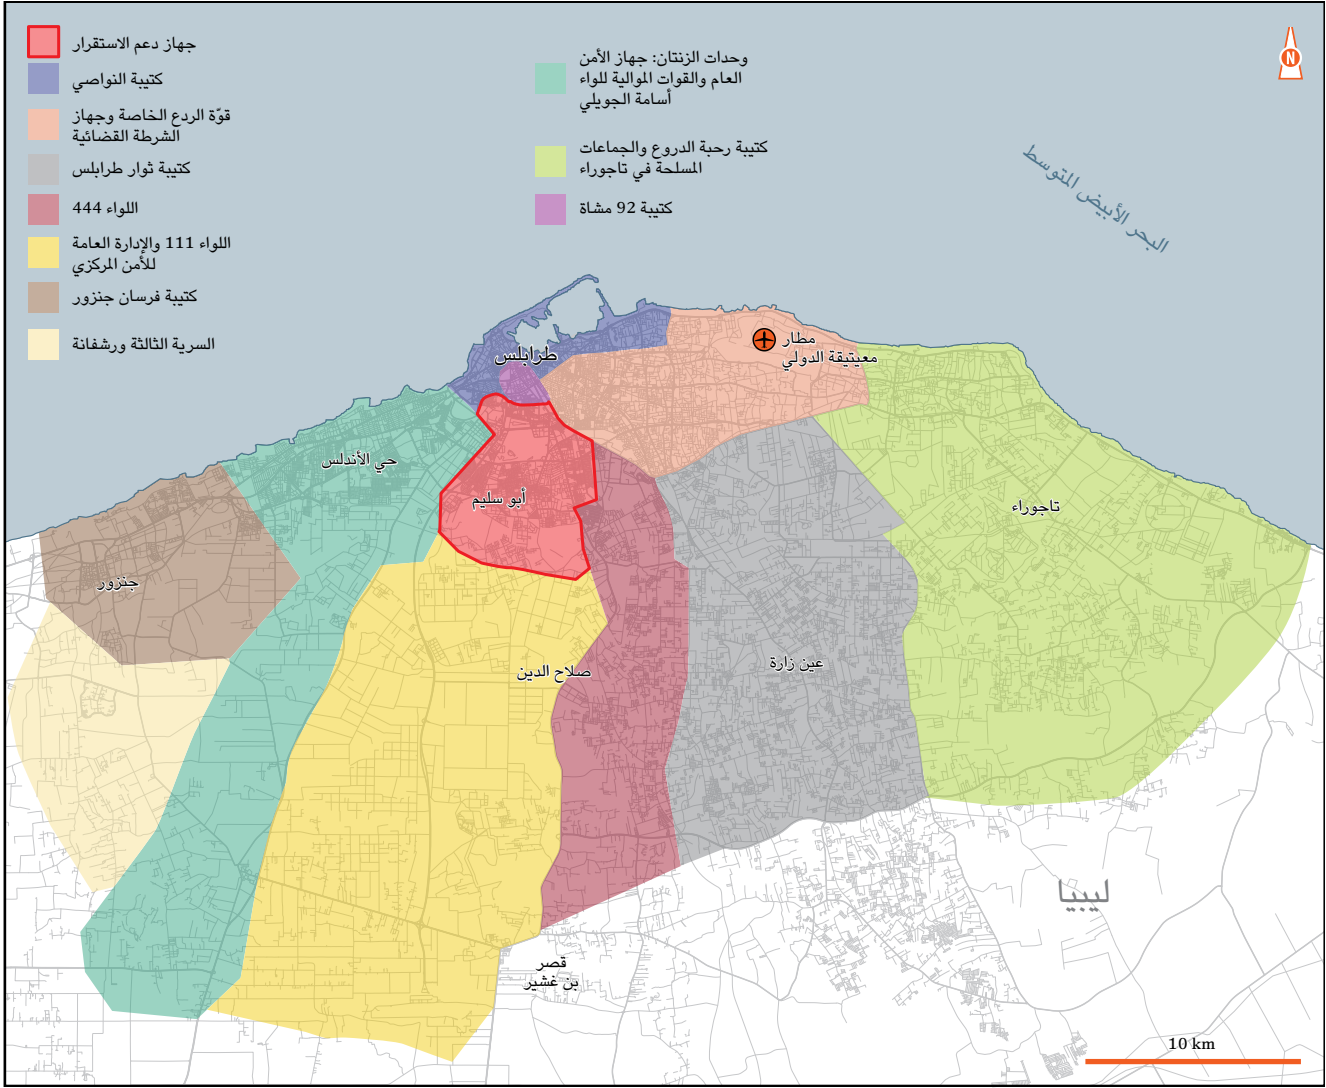 جهاز دعم الاستقرار
كتيبة النواصي
قوّة الردع الخاصة وجهاز
الشرطة القضائية
كتيبة ثوار طرابلس
اللواء 444
اللواء 111 والإدارة العامة
للأمن المركزي
كتيبة فرسان جنزور
السرية الثالثة ورشفانة
وحدات الزنتان: جهاز الأمن
العام والقوات الموالية للواء
أسامة الجويلي
كتيبة رحبة الدروع والجماعات
المسلحة في تاجوراء
كتيبة 92 مشاة
N
البحر الأبيض المتوسط
طرابلس
مطار
معيتيقة الدولي
حي الأندلس
أبو سليم
تاجوراء
جنزور
صلاح الدين
عين زارة
ليبيا
قصر
بن غشير
10 km